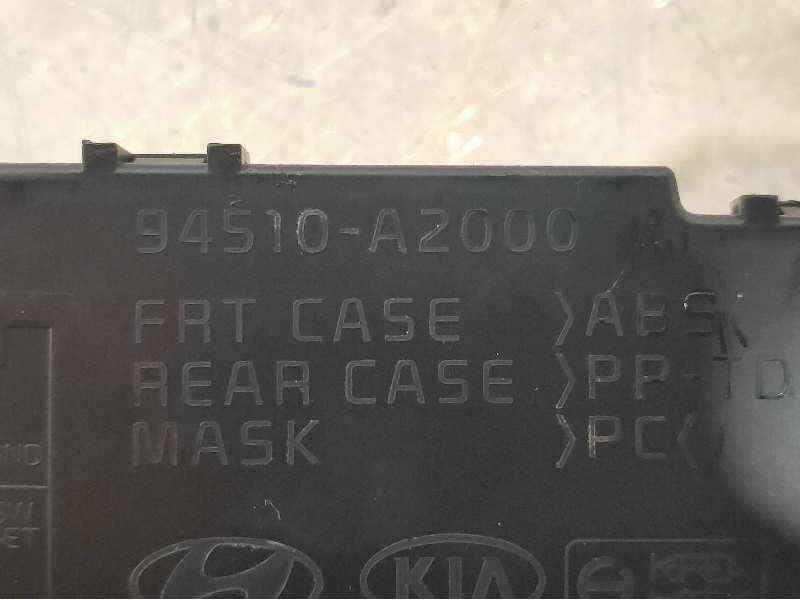 94510-A2000
FRT CASE >ABS<
REAR CASE >PP-TD
MASK >PC<
KIA